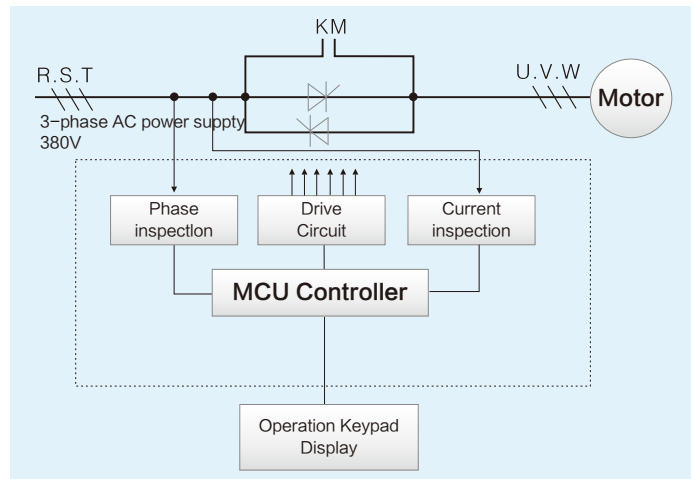 KM
R.S.T
U.V.W
Motor
3-phase AC power suppty
380V
Phase
inspectlon
Drive
Circuit
Current
inspection
MCU Controller
Operation Keypad
Display